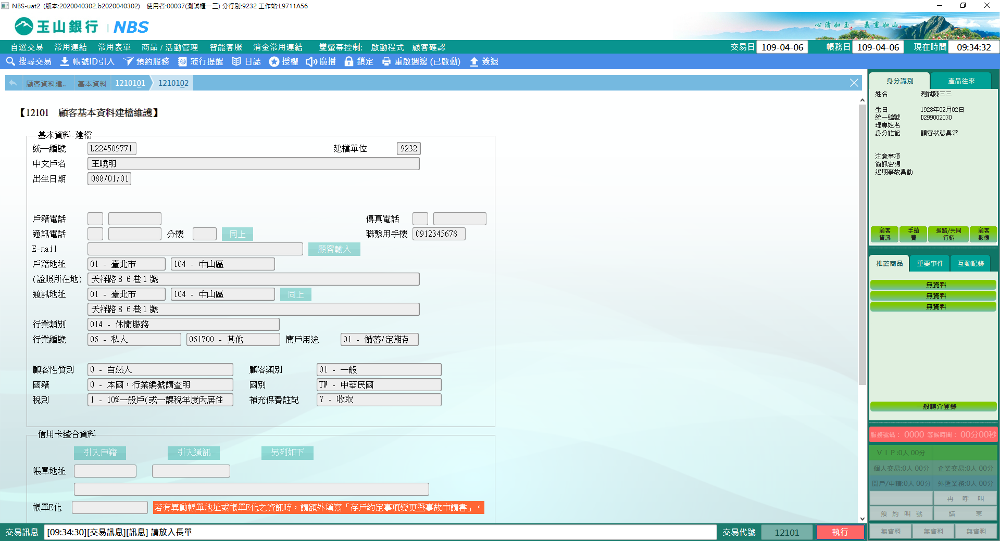 NBS-uat2 (版本:2020040302.b2020040302) 使用者:00037(測試櫃一三) 分行別:9232 工作站:L9711A56
玉山銀行 | NBS
心清如玉 義重如山
自選交易 常用連結 常用表單 商品 / 活動管理 智能客服 消金常用連結 雙螢幕控制: 啟動程式 顧客確認
交易日 109-04-06 帳務日 109-04-06 現在時間 09:34:32
搜尋交易 帳號ID引入 預約服務 蒞行提醒 日誌 授權 廣播 鎖定 重啟週邊 (已啟動) 簽退
顧客資料建.. 基本資料 1210101 1210102
【12101 顧客基本資料建檔維護】
基本資料-建檔
統一編號 L224509771 建檔單位 9232
中文戶名 王曉明
出生日期 088/01/01
戶籍電話 傳真電話
通訊電話 分機 同上 聯繫用手機 0912345678
E-mail 顧客輸入
戶籍地址 01 - 臺北市 104 - 中山區
(證照所在地) 天祥路８６巷１號
通訊地址 01 - 臺北市 104 - 中山區 同上
天祥路８６巷１號
行業類別 014 - 休閒服務
行業編號 06 - 私人 061700 - 其他 開戶用途 01 - 儲蓄/定期存
顧客性質別 0 - 自然人 顧客類別 01 - 一般
國籍 0 - 本國，行業編號請查明 國別 TW - 中華民國
稅別 1 - 10%一般戶(或一課稅年度內居住 補充保費註記 Y - 收取
信用卡整合資料
引入戶籍 引入通訊 另列如下
帳單地址
帳單E化 若有異動帳單地址或帳單E化之資訊時，請額外填寫「存戶約定事項變更暨事故申請書」。
交易訊息 [09:34:30][交易訊息][訊息] 請放入長單 交易代號 12101 執行
身分識別 產品往來
姓名 測試陳三三
生日 1928年02月02日
統一編號 D299002030
理專姓名
身分註記 顧客狀態異常
注意事項
簡訊密碼
近期事故異動
顧客資訊 手續費 通路/共同行銷 顧客影像
推薦商品 重要事件 互動記錄
無資料
無資料
無資料
一般轉介登錄
服務號碼： 0000 等候時間： 00分00秒
ＶＩＰ:0人 00分
個人交易:0人 00分 企業交易:0人 00分
開戶/申請:0人 00分 外匯業務:0人 00分
再 呼 叫
預 約 叫 號 結 束
無資料 無資料 無資料